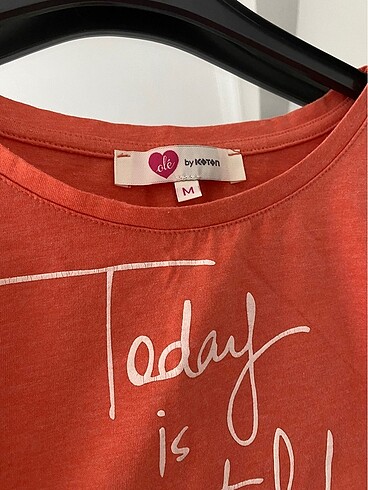 olé by KOTON
M
Today
is